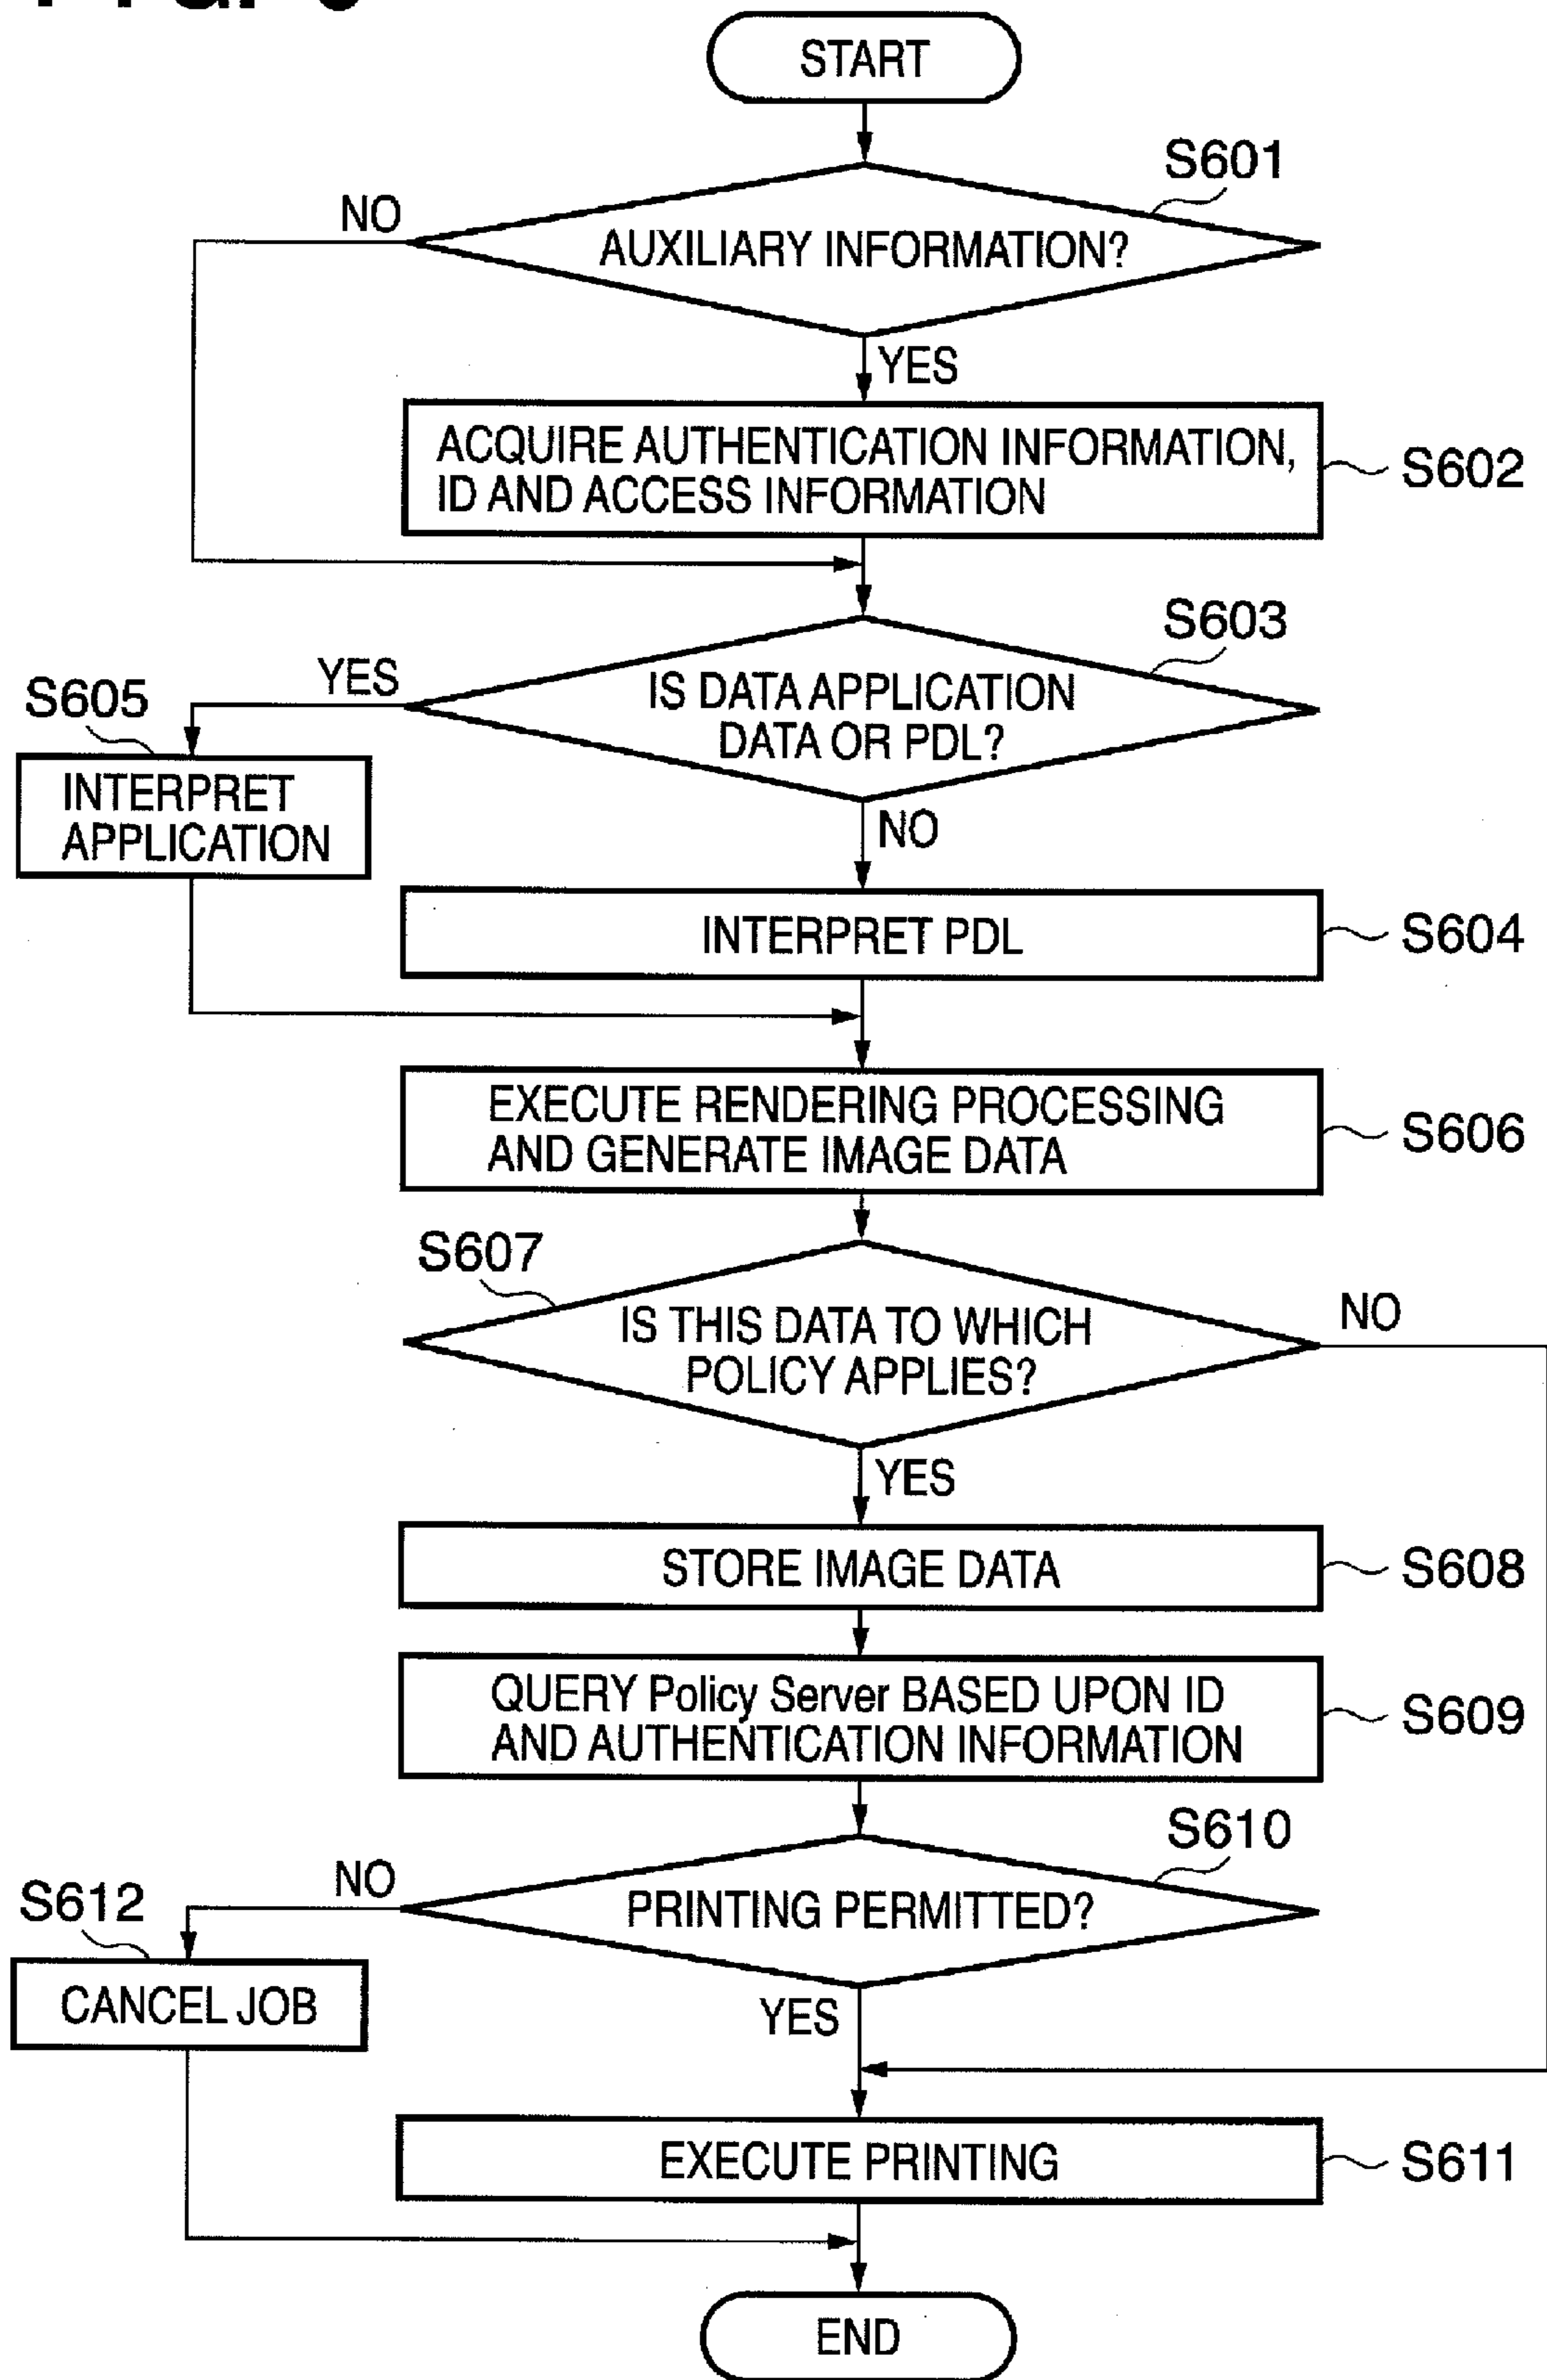 START
S601
NO
AUXILIARY INFORMATION?
YES
ACQUIRE AUTHENTICATION INFORMATION,
ID AND ACCESS INFORMATION
S602
S603
YES
IS DATA APPLICATION
DATA OR PDL?
S605
INTERPRET
APPLICATION
NO
INTERPRET PDL
S604
EXECUTE RENDERING PROCESSING
AND GENERATE IMAGE DATA
S606
S607
IS THIS DATA TO WHICH
POLICY APPLIES?
NO
YES
STORE IMAGE DATA
S608
QUERY Policy Server BASED UPON ID
AND AUTHENTICATION INFORMATION
S609
S610
NO
PRINTING PERMITTED?
S612
CANCEL JOB
YES
EXECUTE PRINTING
S611
END